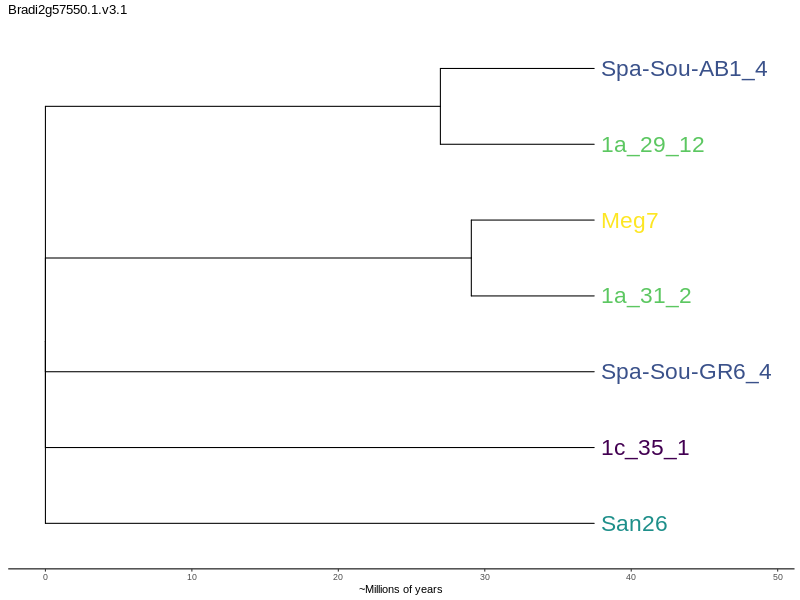 Bradi2g57550.1.v3.1
Spa-Sou-AB1_4
1a_29_12
Meg7
1a_31_2
Spa-Sou-GR6_4
1c_35_1
San26
0 10 20 30 40 50
~Millions of years